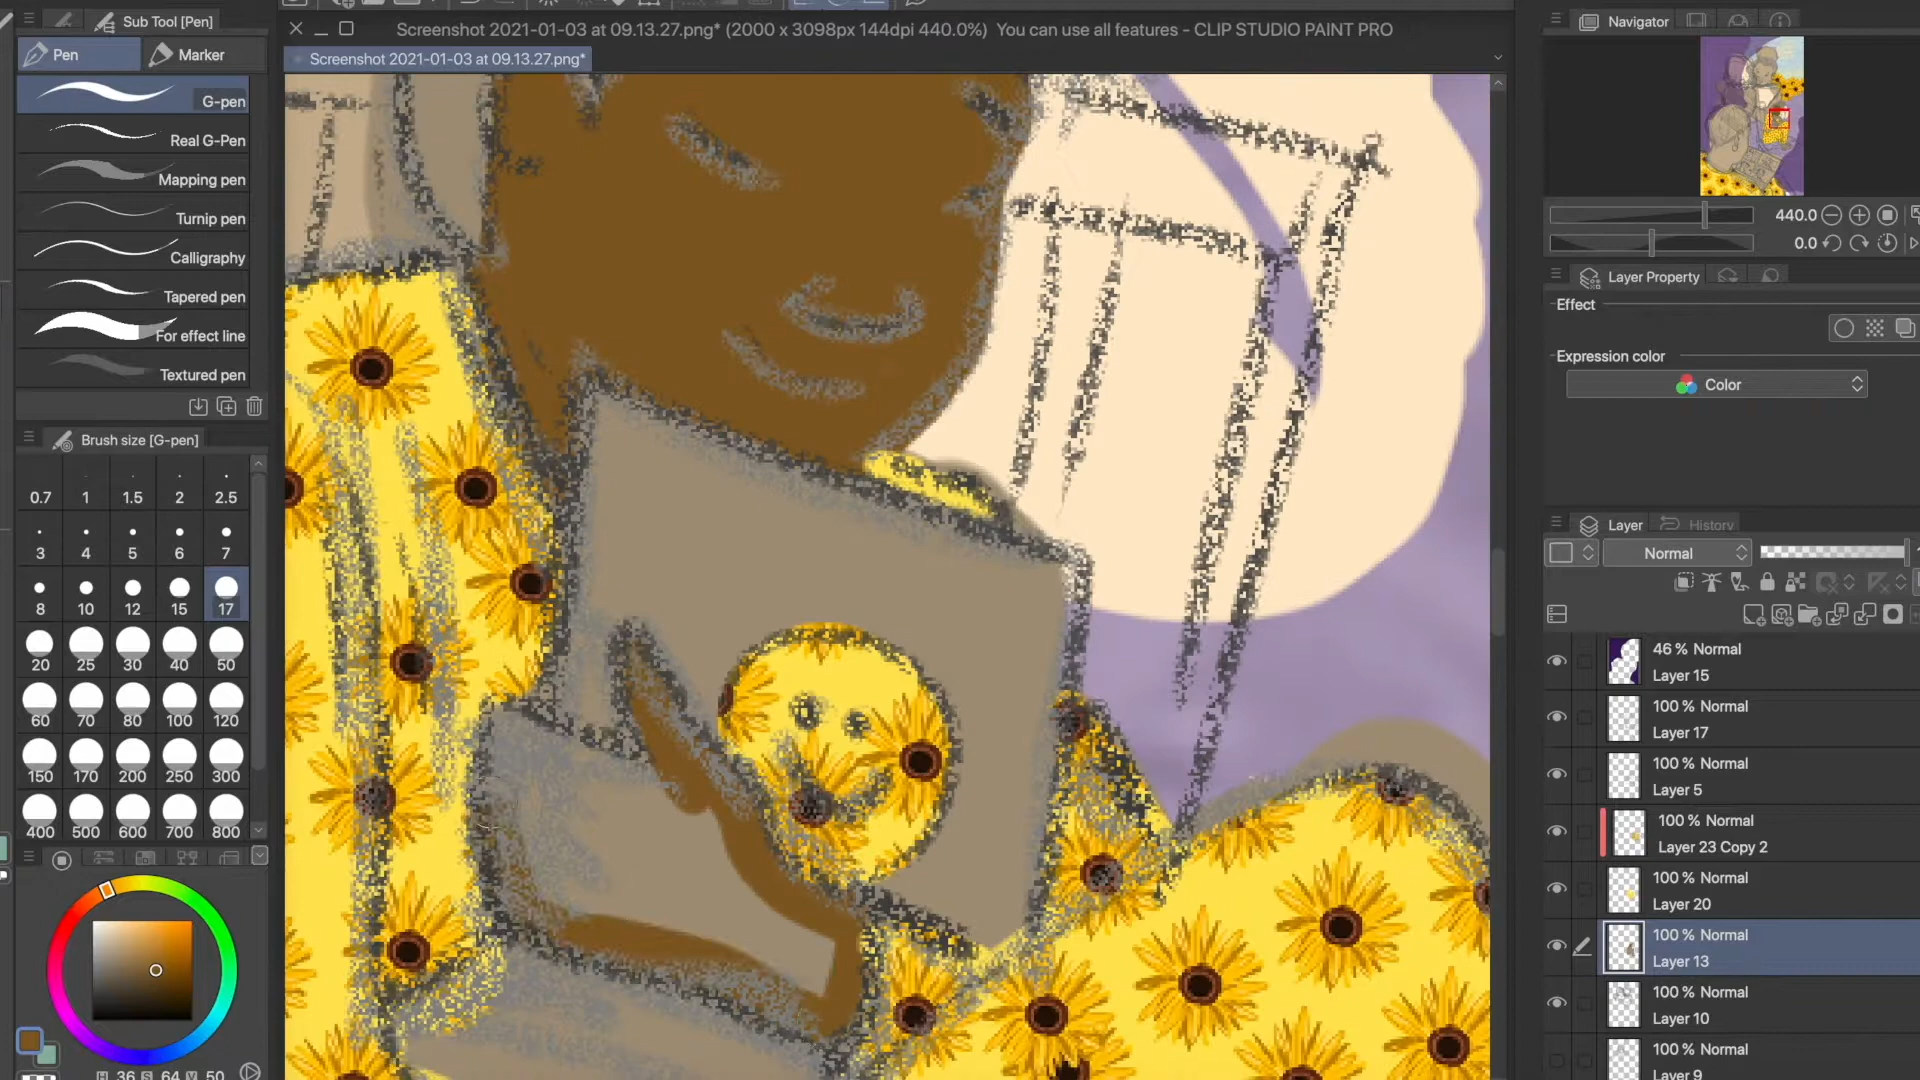 Sub Tool [Pen]
Pen
Marker
G-pen
Real G-Pen
Mapping pen
Turnip pen
Calligraphy
Tapered pen
For effect line
Textured pen
Brush size [G-pen]
0.7 1 1.5 2 2.5
3 4 5 6 7
8 10 12 15 17
20 25 30 40 50
60 70 80 100 120
150 170 200 250 300
400 500 600 700 800
H 36 S 64 V 50
Screenshot 2021-01-03 at 09.13.27.png* (2000 x 3098px 144dpi 440.0%) You can use all features - CLIP STUDIO PAINT PRO
Screenshot 2021-01-03 at 09.13.27.png*
Navigator
440.0
0.0
Layer Property
Effect
Expression color
Color
Layer
History
Normal
46 % Normal
Layer 15
100 % Normal
Layer 17
100 % Normal
Layer 5
100 % Normal
Layer 23 Copy 2
100 % Normal
Layer 20
100 % Normal
Layer 13
100 % Normal
Layer 10
100 % Normal
Layer 9